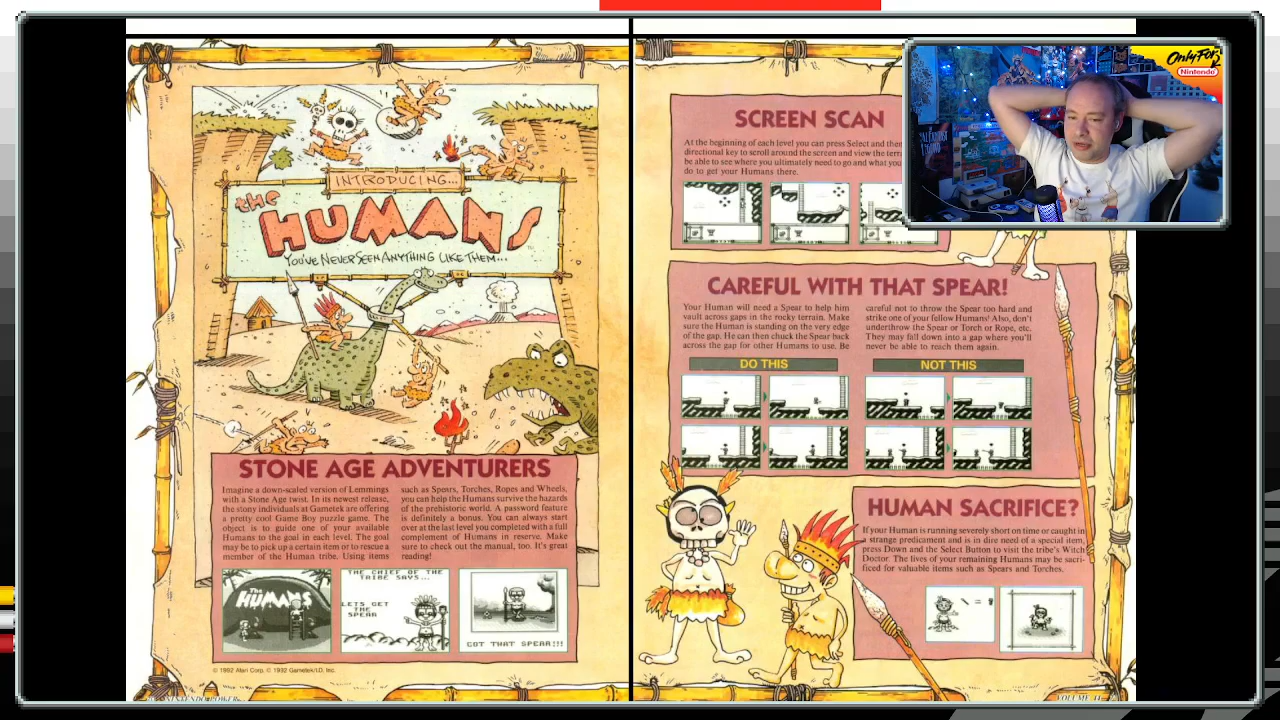 INTRODUCING...
the
HUMANS
YOU'VE NEVER SEEN ANYTHING LIKE THEM...
STONE AGE ADVENTURERS
Imagine a down-scaled version of Lemmings
with a Stone Age twist. In its newest release,
the stony individuals at Gametek are offering
a pretty cool Game Boy puzzle game. The
object is to guide one of your available
Humans to the goal in each level. The goal
may be to pick up a certain item or to rescue a
member of the Human tribe. Using items
such as Spears, Torches, Ropes and Wheels,
you can help the Humans survive the hazards
of the prehistoric world. A password feature
is definitely a bonus. You can always start
over at the last level you completed with a full
complement of Humans in reserve. Make
sure to check out the manual, too. It's great
reading!
The HUMANS
THE CHIEF OF THE
TRIBE SAYS...
LETS GET
THE
SPEAR
GOT THAT SPEAR!!!
© 1992 Atari Corp. © 1992 Gametek/I.D. Inc.
NINTENDO POWER
SCREEN SCAN
At the beginning of each level you can press Select and then
directional key to scroll around the screen and view the terr
be able to see where you ultimately need to go and what you
do to get your Humans there.
CAREFUL WITH THAT SPEAR!
Your Human will need a Spear to help him
vault across gaps in the rocky terrain. Make
sure the Human is standing on the very edge
of the gap. He can then chuck the Spear back
across the gap for other Humans to use. Be
careful not to throw the Spear too hard and
strike one of your fellow Humans! Also, don't
underthrow the Spear or Torch or Rope, etc.
They may fall down into a gap where you'll
never be able to reach them again.
DO THIS
NOT THIS
HUMAN SACRIFICE?
If your Human is running severely short on time or caught in
a strange predicament and is in dire need of a special item,
press Down and the Select Button to visit the tribe's Witch
Doctor. The lives of your remaining Humans may be sacri-
ficed for valuable items such as Spears and Torches.
VOLUME 41
OnlyFor
Nintendo